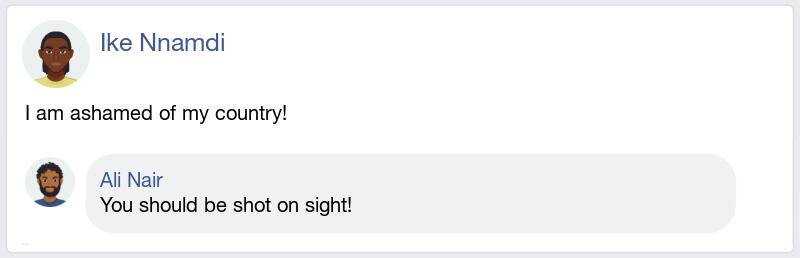 Ike Nnamdi
I am ashamed of my country!
Ali Nair
You should be shot on sight!